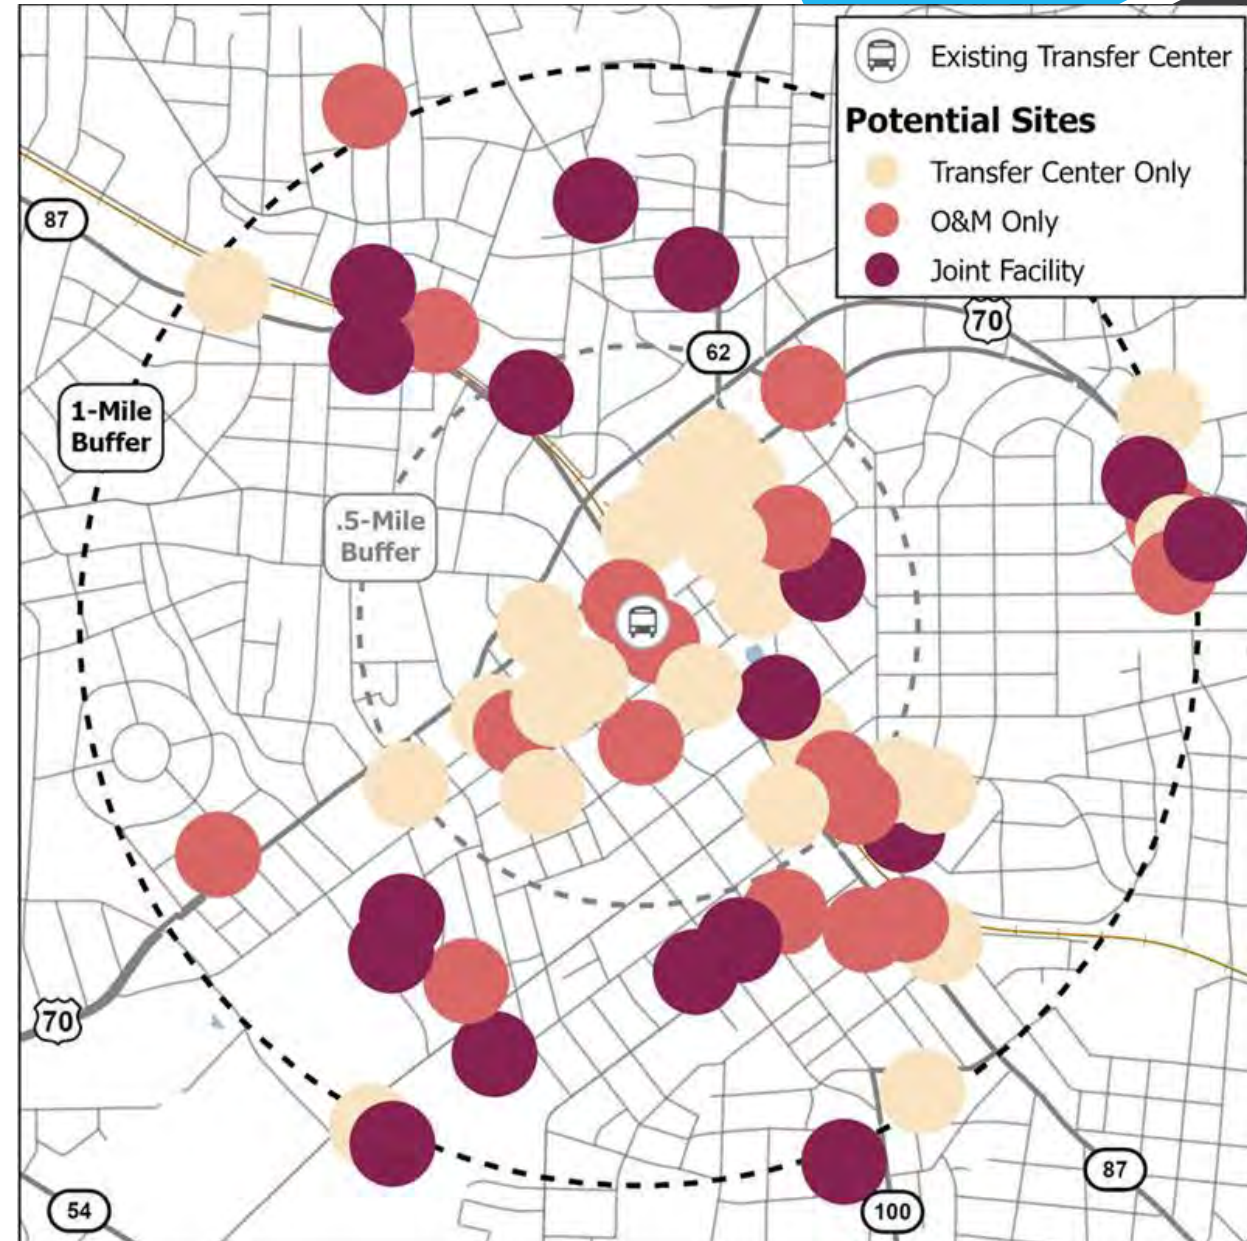 Existing Transfer Center
Potential Sites
Transfer Center Only
O&M Only
Joint Facility
87
62
70
1-Mile
Buffer
.5-Mile
Buffer
70
54
100
87